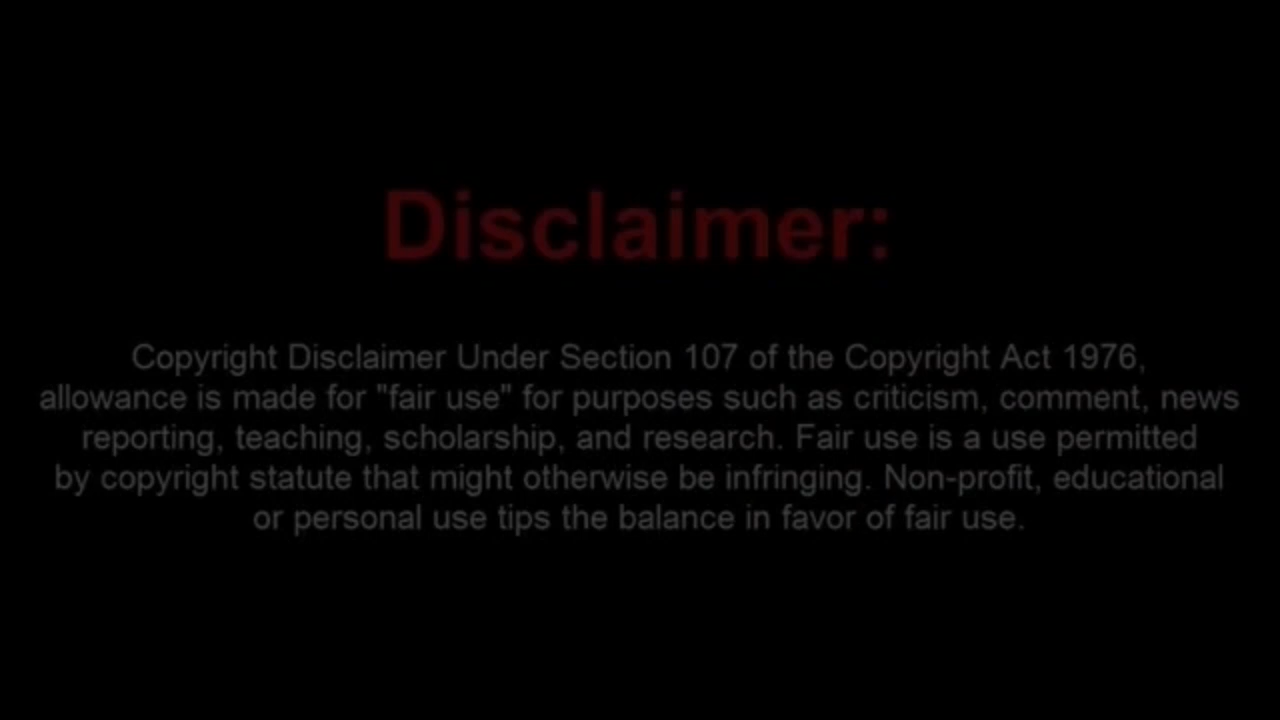 Disclaimer:
Copyright Disclaimer Under Section 107 of the Copyright Act 1976,
allowance is made for "fair use" for purposes such as criticism, comment, news
reporting, teaching, scholarship, and research. Fair use is a use permitted
by copyright statute that might otherwise be infringing. Non-profit, educational
or personal use tips the balance in favor of fair use.